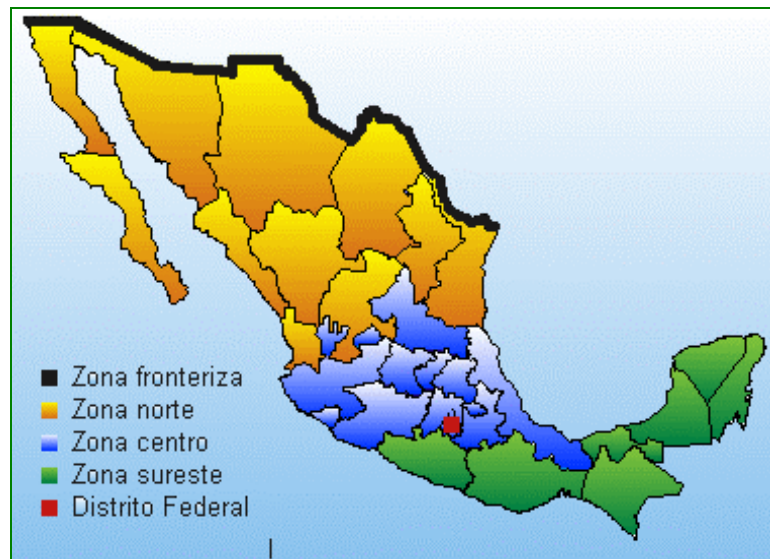 Zona fronteriza
Zona norte
Zona centro
Zona sureste
Distrito Federal